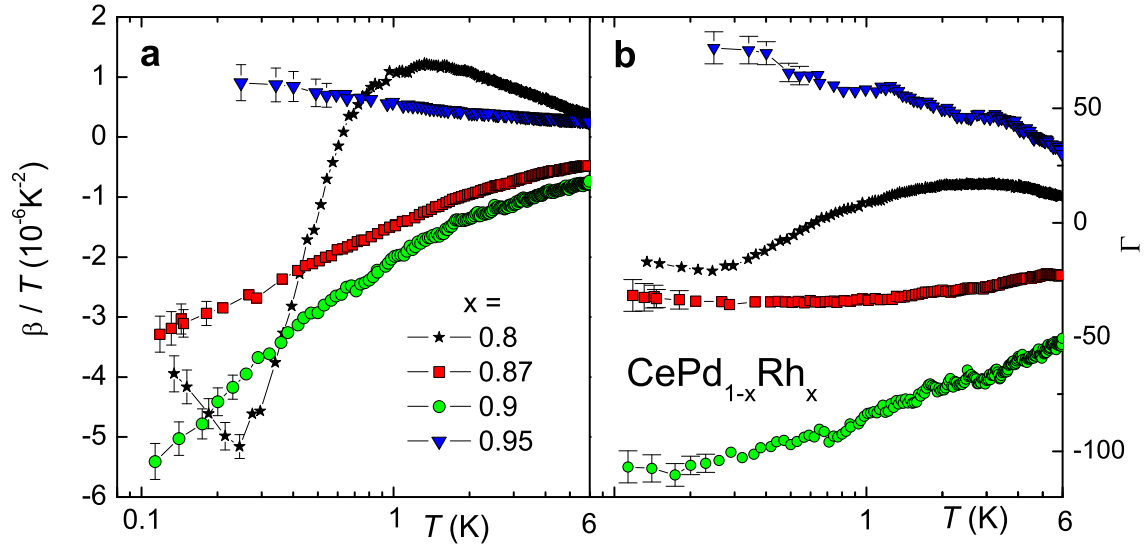 a
b
2
1
0
-1
-2
-3
-4
-5
-6
β / T (10⁻⁶K⁻²)
x =
0.8
0.87
0.9
0.95
CePd₁₋ₓRhₓ
50
0
-50
-100
Γ
0.1
1
T (K)
6
1
T (K)
6